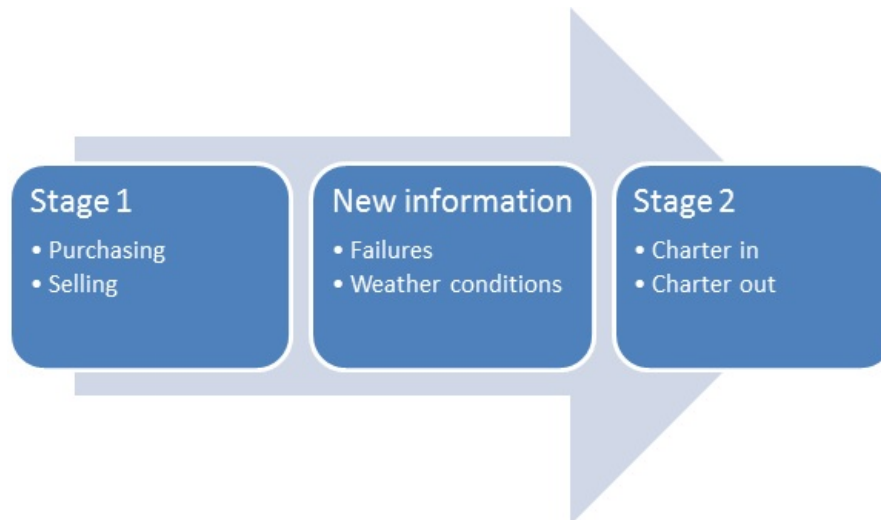 Stage 1
• Purchasing
• Selling
New information
• Failures
• Weather conditions
Stage 2
• Charter in
• Charter out